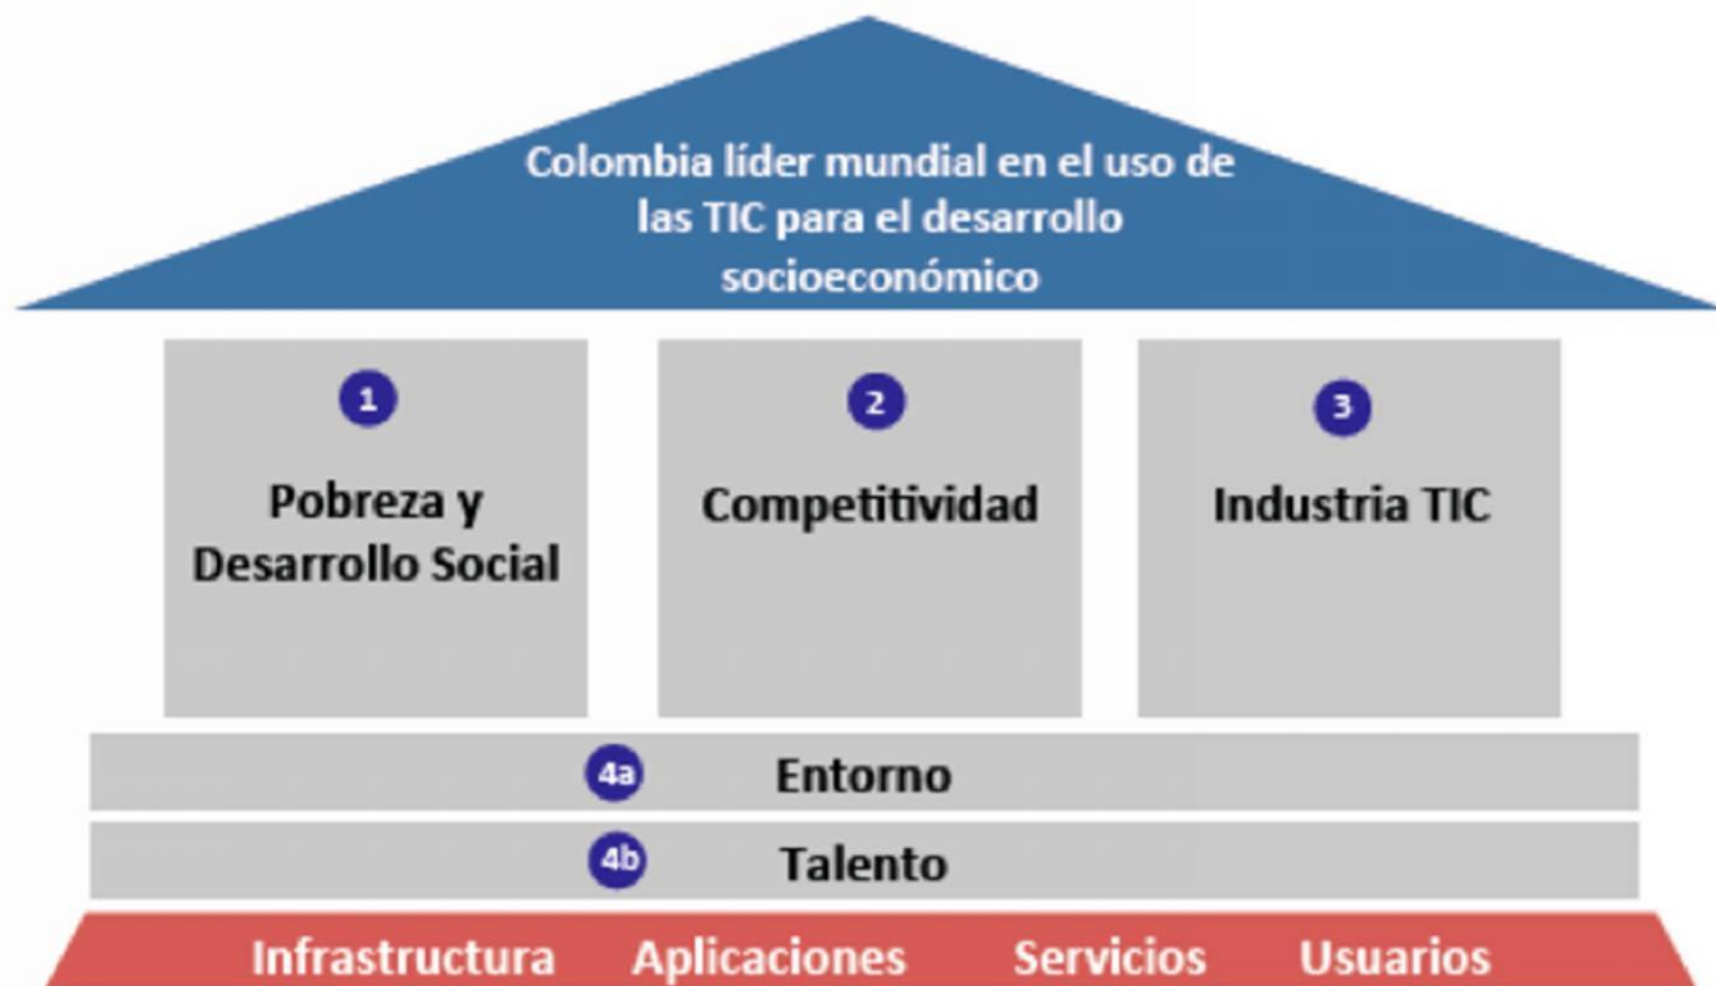 Colombia líder mundial en el uso de
las TIC para el desarrollo
socioeconómico
1
Pobreza y
Desarrollo Social
2
Competitividad
3
Industria TIC
4a Entorno
4b Talento
Infrastructura Aplicaciones Servicios Usuarios